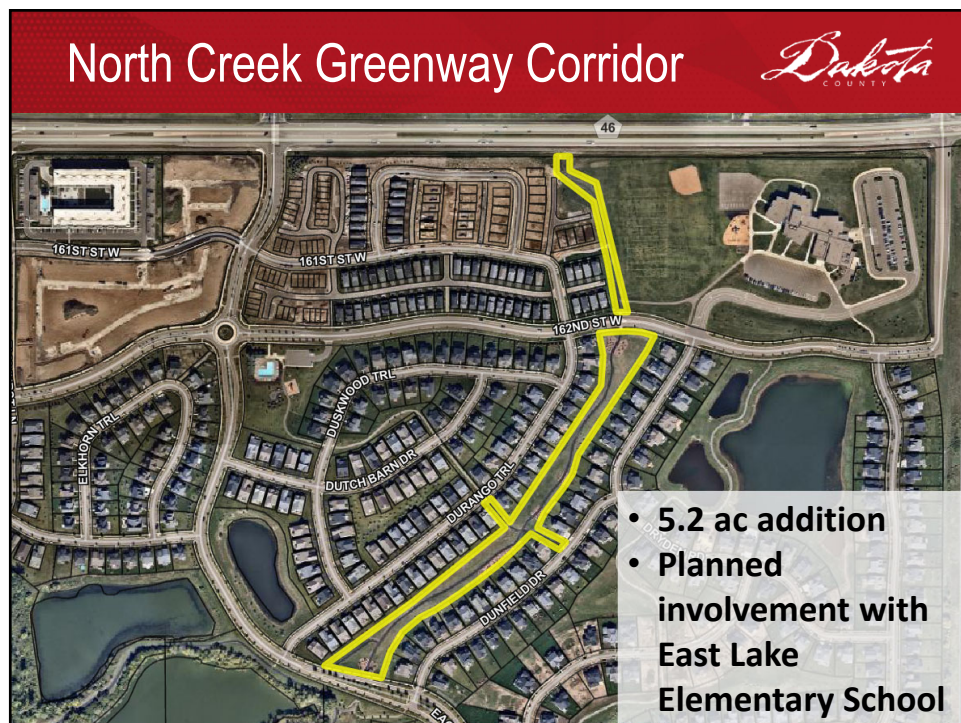 North Creek Greenway Corridor
Dakota
COUNTY
46
161ST ST W
161ST ST W
162ND ST W
DUSKWOOD TRL
ELKHORN TRL
DUTCH BARN DR
DURANGO TRL
DUNFIELD DR
• 5.2 ac addition
• Planned
involvement with
East Lake
Elementary School